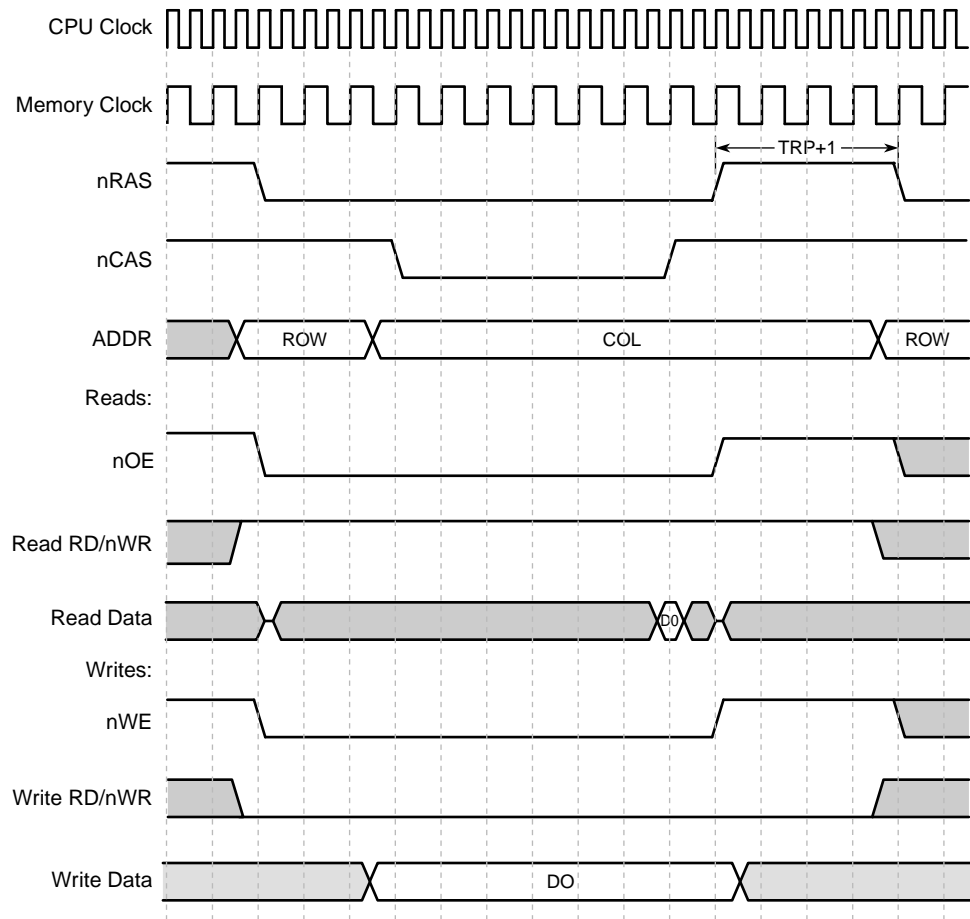 CPU Clock
Memory Clock
TRP+1
nRAS
nCAS
ADDR ROW COL ROW
Reads:
nOE
Read RD/nWR
Read Data D0
Writes:
nWE
Write RD/nWR
Write Data DO